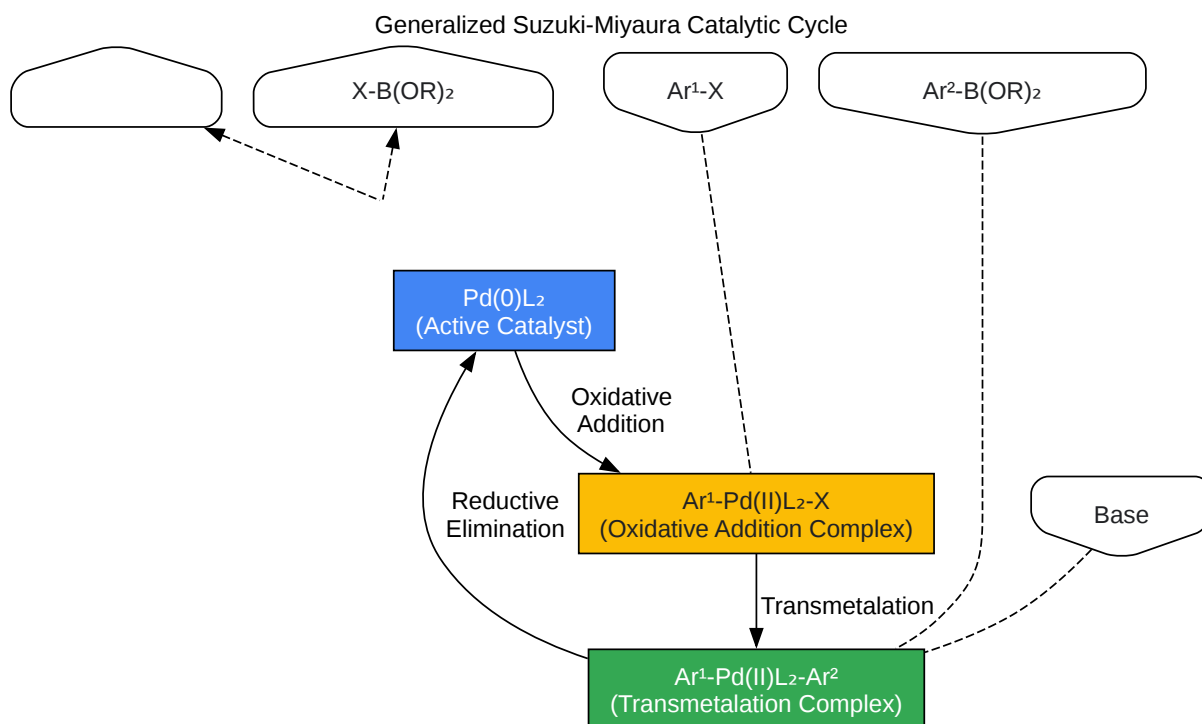 Generalized Suzuki-Miyaura Catalytic Cycle
X-B(OR)₂
Ar¹-X
Ar²-B(OR)₂
Pd(0)L₂
(Active Catalyst)
Oxidative
Addition
Ar¹-Pd(II)L₂-X
(Oxidative Addition Complex)
Reductive
Elimination
Base
Transmetalation
Ar¹-Pd(II)L₂-Ar²
(Transmetalation Complex)